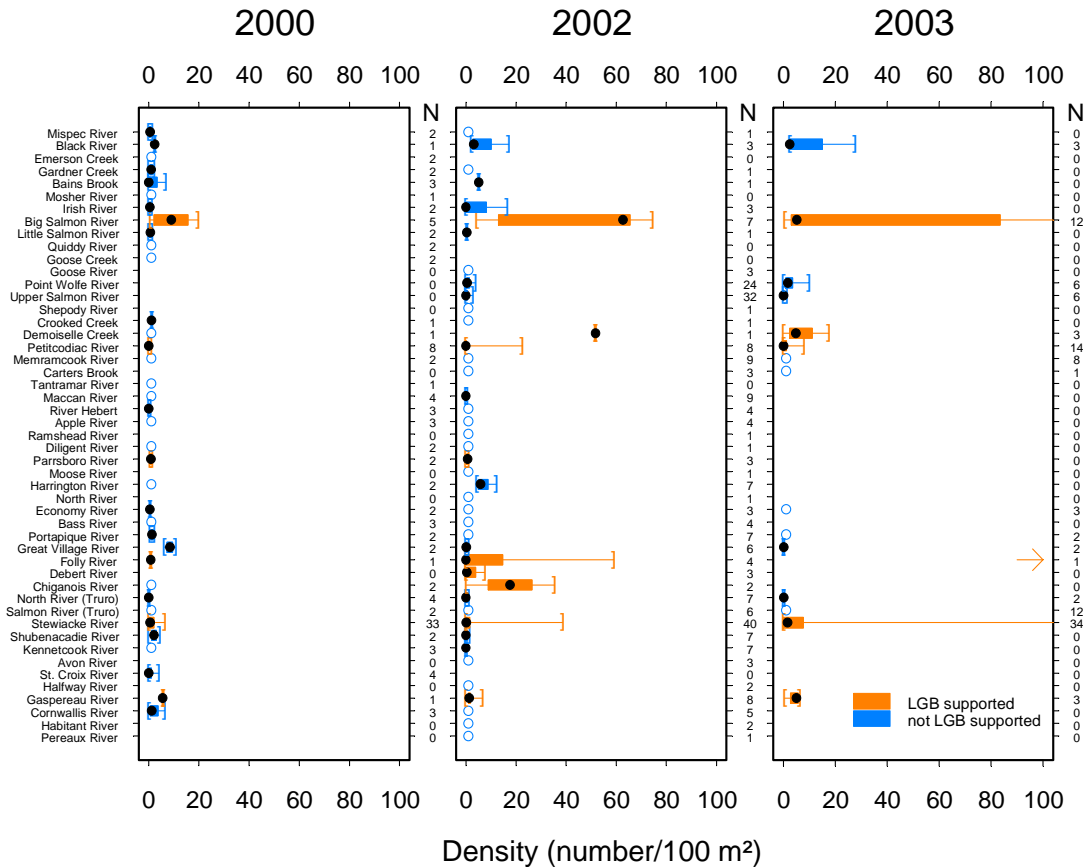 2000 2002 2003
0 20 40 60 80 100 0 20 40 60 80 100 0 20 40 60 80 100
N N N
Mispec River 2 1 0
Black River 1 3 3
Emerson Creek 2 0 0
Gardner Creek 2 1 0
Bains Brook 3 1 0
Mosher River 1 0 0
Irish River 2 3 0
Big Salmon River 5 7 12
Little Salmon River 2 1 0
Quiddy River 2 0 0
Goose Creek 2 0 0
Goose River 0 3 0
Point Wolfe River 0 24 6
Upper Salmon River 0 32 6
Shepody River 0 1 0
Crooked Creek 1 1 0
Demoiselle Creek 1 1 3
Petitcodiac River 8 8 14
Memramcook River 2 9 8
Carters Brook 0 3 1
Tantramar River 1 0 0
Maccan River 4 9 0
River Hebert 3 4 0
Apple River 3 4 0
Ramshead River 0 1 0
Diligent River 2 1 0
Parrsboro River 2 3 0
Moose River 0 1 0
Harrington River 2 7 0
North River 0 1 0
Economy River 2 3 3
Bass River 3 4 0
Portapique River 2 7 2
Great Village River 2 6 2
Folly River 1 4 1
Debert River 0 3 0
Chiganois River 2 2 0
North River (Truro) 4 7 2
Salmon River (Truro) 2 6 12
Stewiacke River 33 40 34
Shubenacadie River 2 7 0
Kennetcook River 3 7 0
Avon River 0 3 0
St. Croix River 4 0 0
Halfway River 0 2 0
Gaspereau River 1 8 3
Cornwallis River 3 5 0
Habitant River 0 2 0
Pereaux River 0 1 0
LGB supported
not LGB supported
0 20 40 60 80 100 0 20 40 60 80 100 0 20 40 60 80 100
Density (number/100 m²)